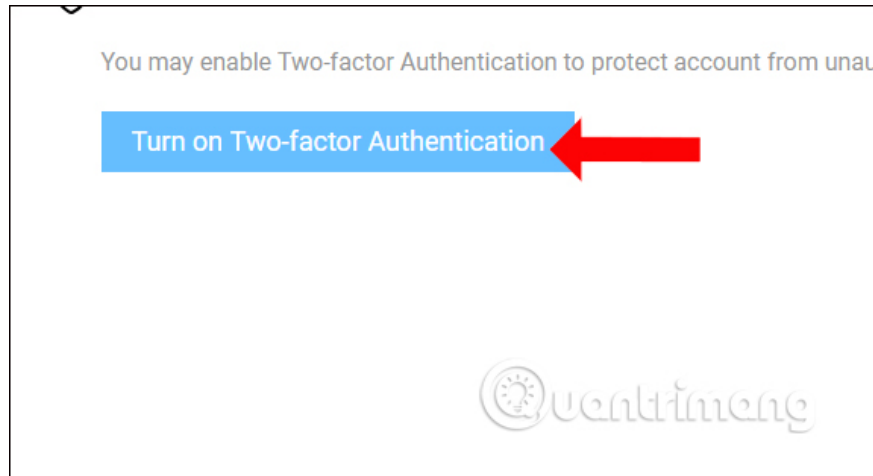 You may enable Two-factor Authentication to protect account from unau
Turn on Two-factor Authentication
Quantrimang